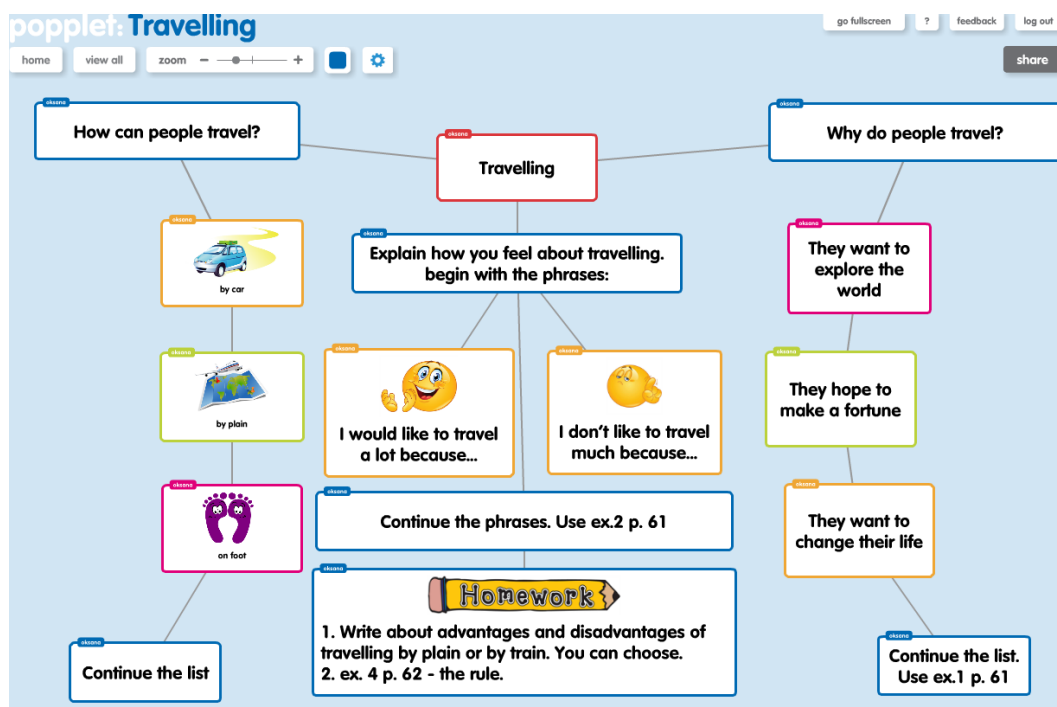 popplet: Travelling
go fullscreen
?
feedback
log out
home
view all
zoom
share
oksana
How can people travel?
oksana
by car
oksana
by plain
oksana
on foot
oksana
Continue the list
oksana
Travelling
oksana
Explain how you feel about travelling.
begin with the phrases:
oksana
I would like to travel
a lot because...
oksana
I don't like to travel
much because...
oksana
Continue the phrases. Use ex.2 p. 61
oksana
Homework
1. Write about advantages and disadvantages of
travelling by plain or by train. You can choose.
2. ex. 4 p. 62 - the rule.
oksana
Why do people travel?
oksana
They want to
explore the
world
oksana
They hope to
make a fortune
oksana
They want to
change their life
oksana
Continue the list.
Use ex.1 p. 61